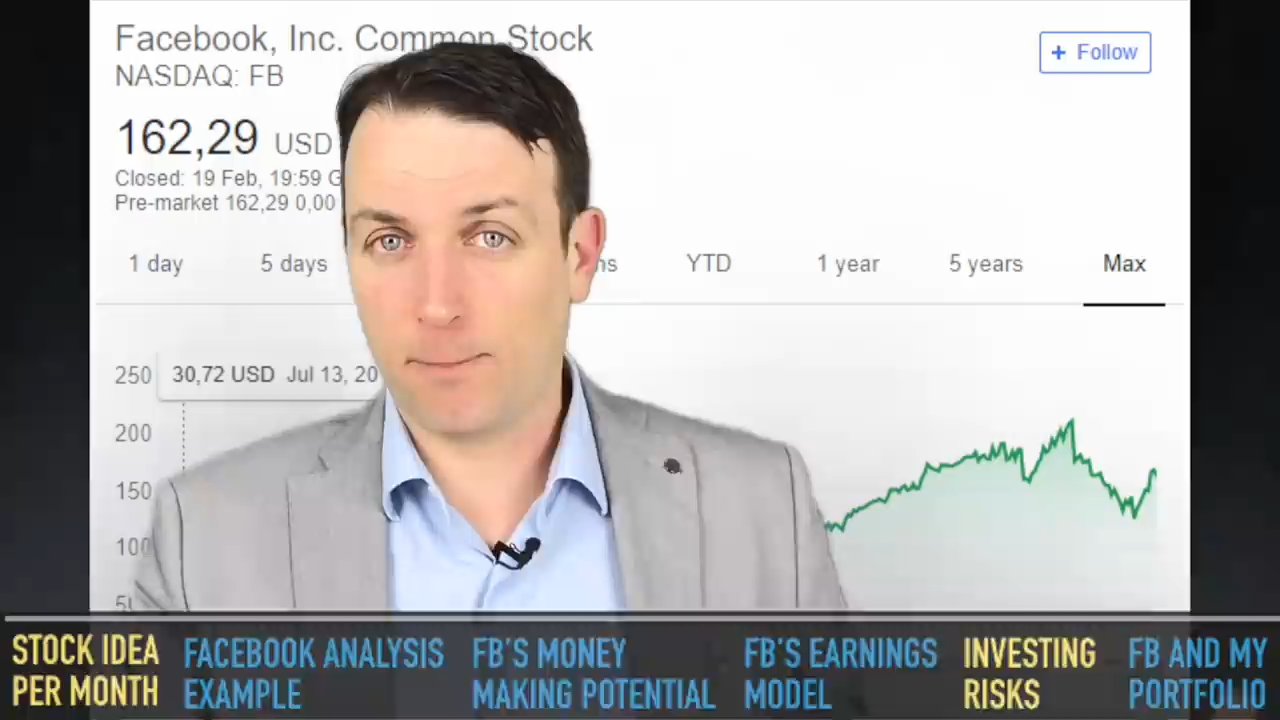 Facebook, Inc. Common Stock
NASDAQ: FB
+ Follow
162,29 USD
Closed: 19 Feb, 19:59
Pre-market 162,29 0,00
1 day 5 days YTD 1 year 5 years Max
250
30,72 USD Jul 13, 20
200
150
100
STOCK IDEA
PER MONTH
FACEBOOK ANALYSIS
EXAMPLE
FB'S MONEY
MAKING POTENTIAL
FB'S EARNINGS
MODEL
INVESTING
RISKS
FB AND MY
PORTFOLIO